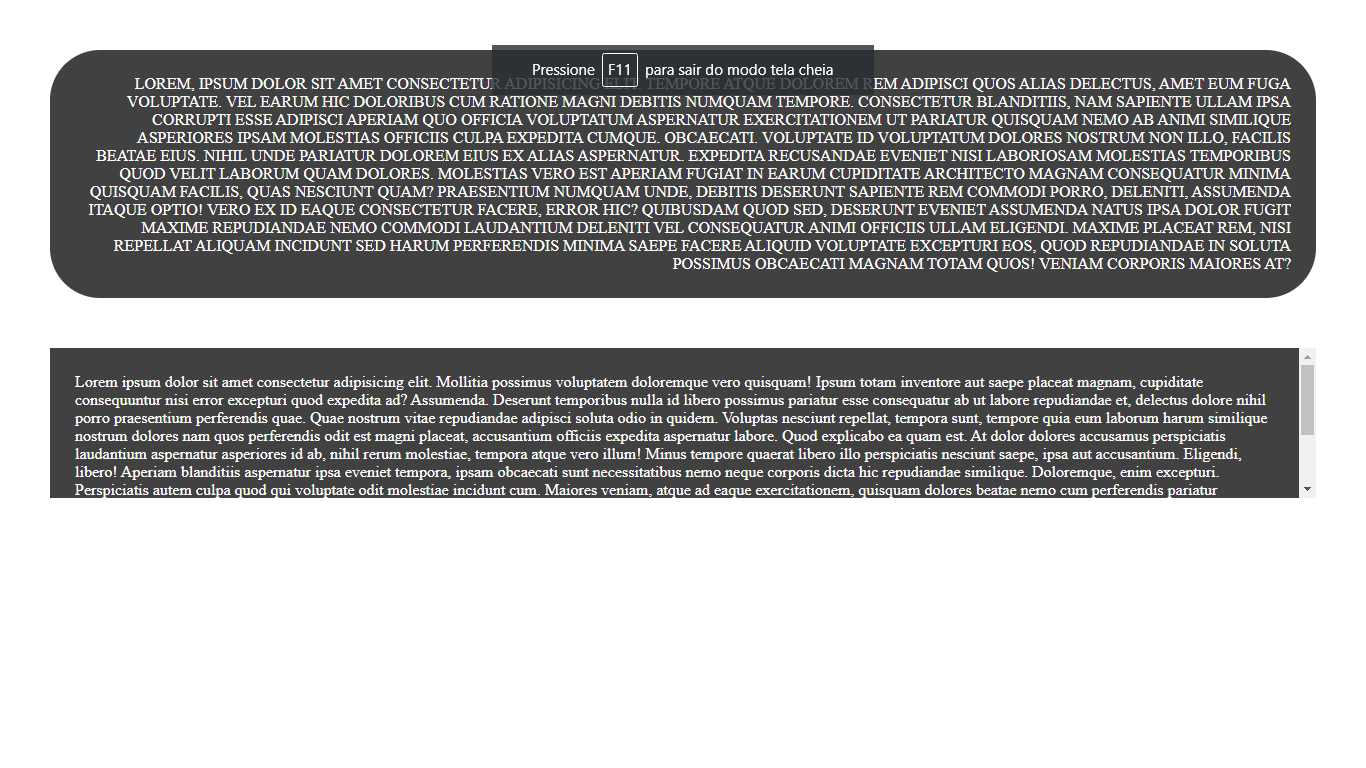 Pressione F11 para sair do modo tela cheia
LOREM, IPSUM DOLOR SIT AMET CONSECTETUR ADIPISICING ELIT. TEMPORE ATQUE DOLOREM REM ADIPISCI QUOS ALIAS DELECTUS, AMET EUM FUGA
VOLUPTATE. VEL EARUM HIC DOLORIBUS CUM RATIONE MAGNI DEBITIS NUMQUAM TEMPORE. CONSECTETUR BLANDITIIS, NAM SAPIENTE ULLAM IPSA
CORRUPTI ESSE ADIPISCI APERIAM QUO OFFICIA VOLUPTATUM ASPERNATUR EXERCITATIONEM UT PARIATUR QUISQUAM NEMO AB ANIMI SIMILIQUE
ASPERIORES IPSAM MOLESTIAS OFFICIIS CULPA EXPEDITA CUMQUE. OBCAECATI. VOLUPTATE ID VOLUPTATUM DOLORES NOSTRUM NON ILLO, FACILIS
BEATAE EIUS. NIHIL UNDE PARIATUR DOLOREM EIUS EX ALIAS ASPERNATUR. EXPEDITA RECUSANDAE EVENIET NISI LABORIOSAM MOLESTIAS TEMPORIBUS
QUOD VELIT LABORUM QUAM DOLORES. MOLESTIAS VERO EST APERIAM FUGIAT IN EARUM CUPIDITATE ARCHITECTO MAGNAM CONSEQUATUR MINIMA
QUISQUAM FACILIS, QUAS NESCIUNT QUAM? PRAESENTIUM NUMQUAM UNDE, DEBITIS DESERUNT SAPIENTE REM COMMODI PORRO, DELENITI, ASSUMENDA
ITAQUE OPTIO! VERO EX ID EAQUE CONSECTETUR FACERE, ERROR HIC? QUIBUSDAM QUOD SED, DESERUNT EVENIET ASSUMENDA NATUS IPSA DOLOR FUGIT
MAXIME REPUDIANDAE NEMO COMMODI LAUDANTIUM DELENITI VEL CONSEQUATUR ANIMI OFFICIIS ULLAM ELIGENDI. MAXIME PLACEAT REM, NISI
REPELLAT ALIQUAM INCIDUNT SED HARUM PERFERENDIS MINIMA SAEPE FACERE ALIQUID VOLUPTATE EXCEPTURI EOS, QUOD REPUDIANDAE IN SOLUTA
POSSIMUS OBCAECATI MAGNAM TOTAM QUOS! VENIAM CORPORIS MAIORES AT?
Lorem ipsum dolor sit amet consectetur adipisicing elit. Mollitia possimus voluptatem doloremque vero quisquam! Ipsum totam inventore aut saepe placeat magnam, cupiditate
consequuntur nisi error excepturi quod expedita ad? Assumenda. Deserunt temporibus nulla id libero possimus pariatur esse consequatur ab ut labore repudiandae et, delectus dolore nihil
porro praesentium perferendis quae. Quae nostrum vitae repudiandae adipisci soluta odio in quidem. Voluptas nesciunt repellat, tempora sunt, tempore quia eum laborum harum similique
nostrum dolores nam quos perferendis odit est magni placeat, accusantium officiis expedita aspernatur labore. Quod explicabo ea quam est. At dolor dolores accusamus perspiciatis
laudantium aspernatur asperiores id ab, nihil rerum molestiae, tempora atque vero illum! Minus tempore quaerat libero illo perspiciatis nesciunt saepe, ipsa aut accusantium. Eligendi,
libero! Aperiam blanditiis aspernatur ipsa eveniet tempora, ipsam obcaecati sunt necessitatibus nemo neque corporis dicta hic repudiandae similique. Doloremque, enim excepturi.
Perspiciatis autem culpa quod qui voluptate odit molestiae incidunt cum. Maiores veniam, atque ad eaque exercitationem, quisquam dolores beatae nemo cum perferendis pariatur